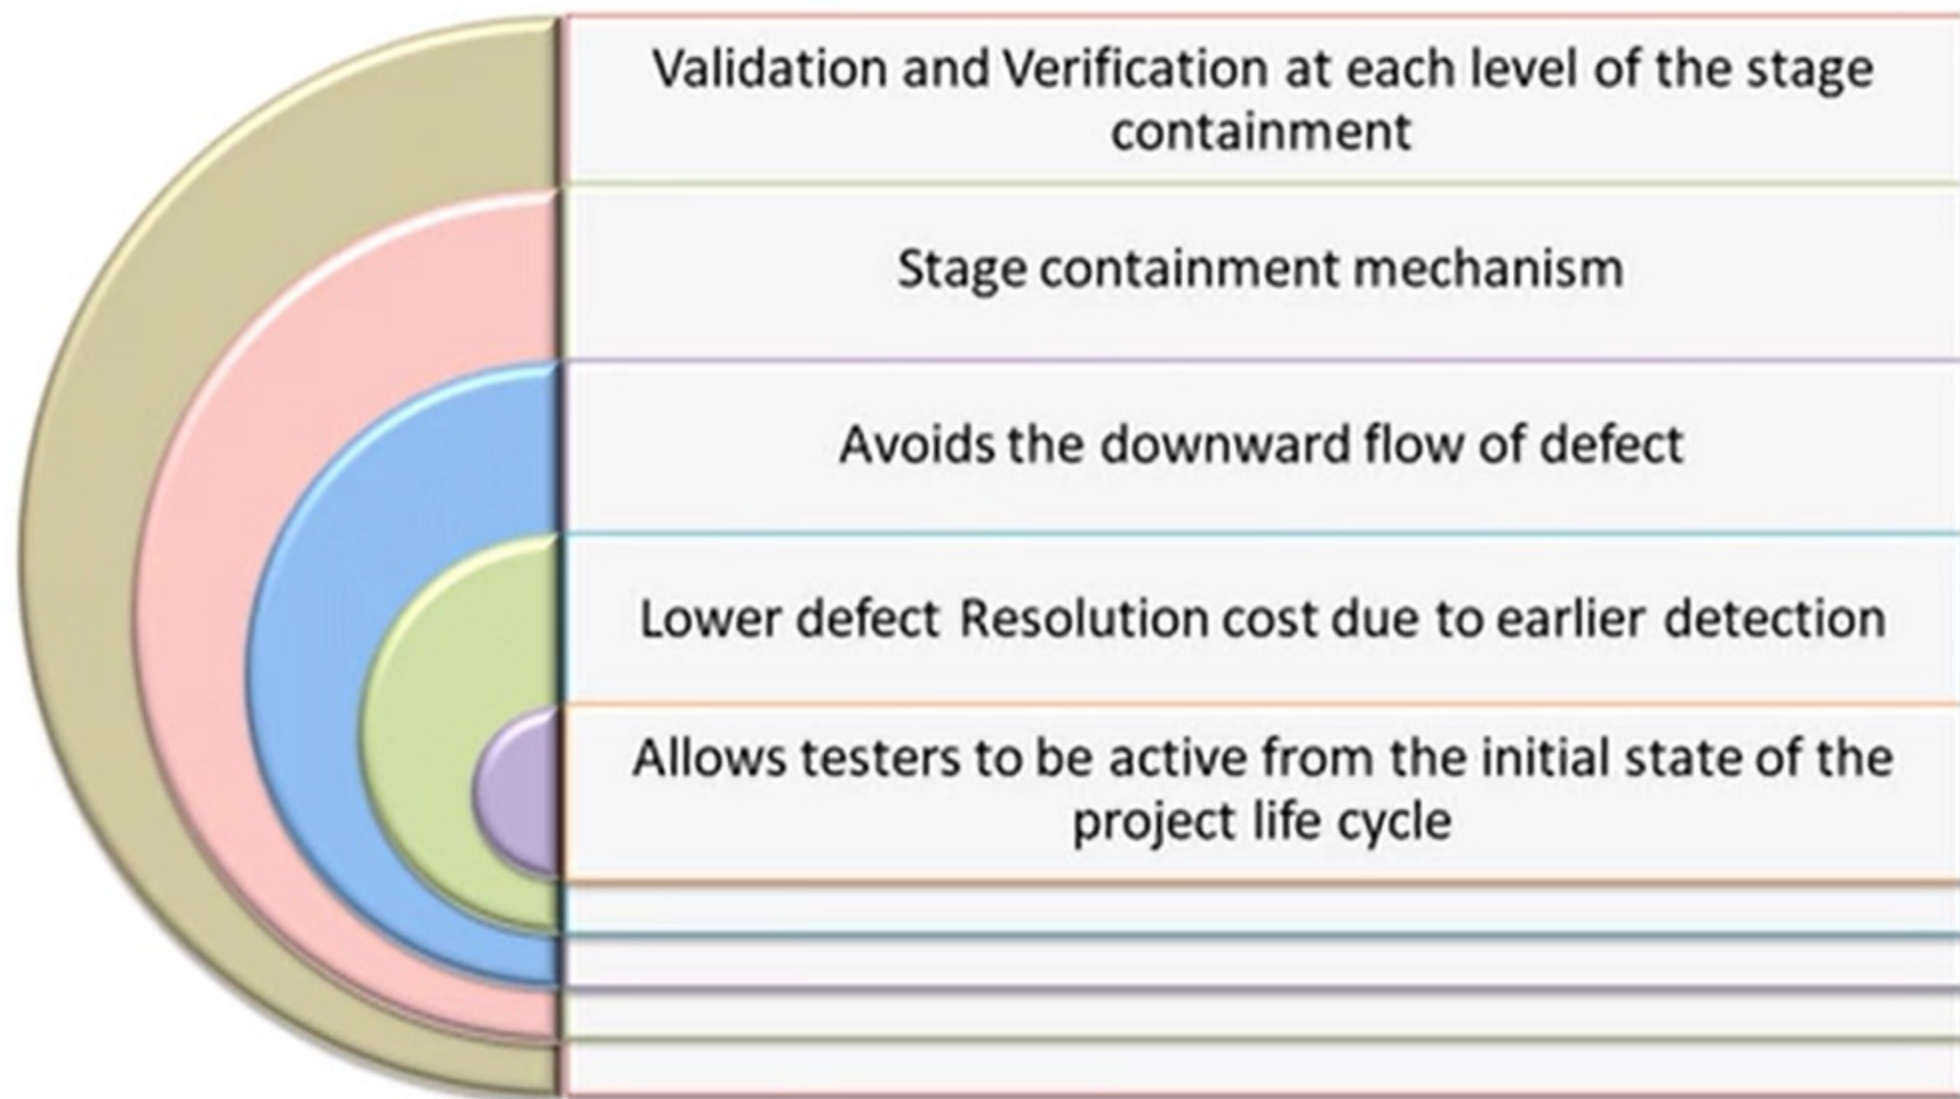 Validation and Verification at each level of the stage
containment
Stage containment mechanism
Avoids the downward flow of defect
Lower defect Resolution cost due to earlier detection
Allows testers to be active from the initial state of the
project life cycle